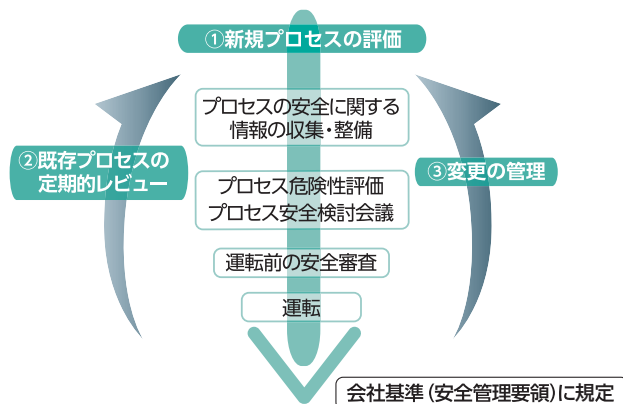 ①新規プロセスの評価
プロセスの安全に関する
情報の収集・整備
②既存プロセスの
定期的レビュー
プロセス危険性評価
プロセス安全検討会議
③変更の管理
運転前の安全審査
運転
会社基準（安全管理要領）に規定